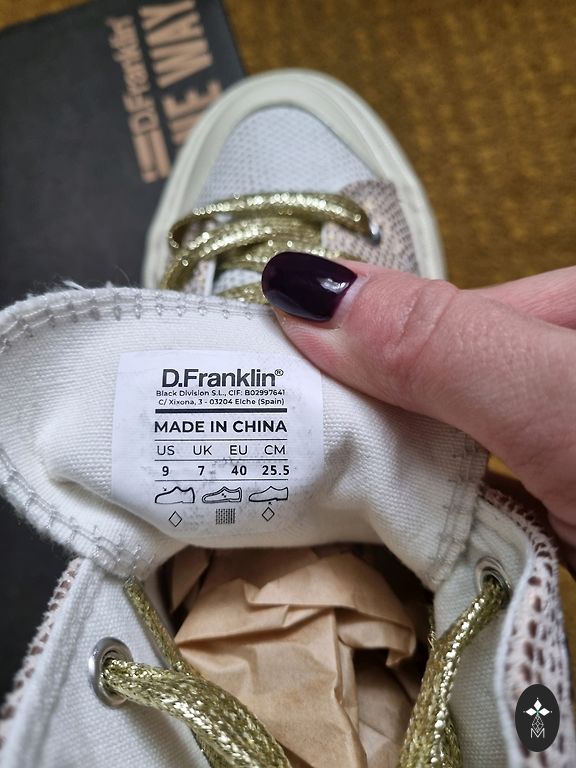 D.Franklin
THE WAY
D.Franklin®
Black Division S.L., CIF: B02997641
C/ Xixona, 3 - 03204 Elche (Spain)
MADE IN CHINA
US UK EU CM
9 7 40 25.5
M